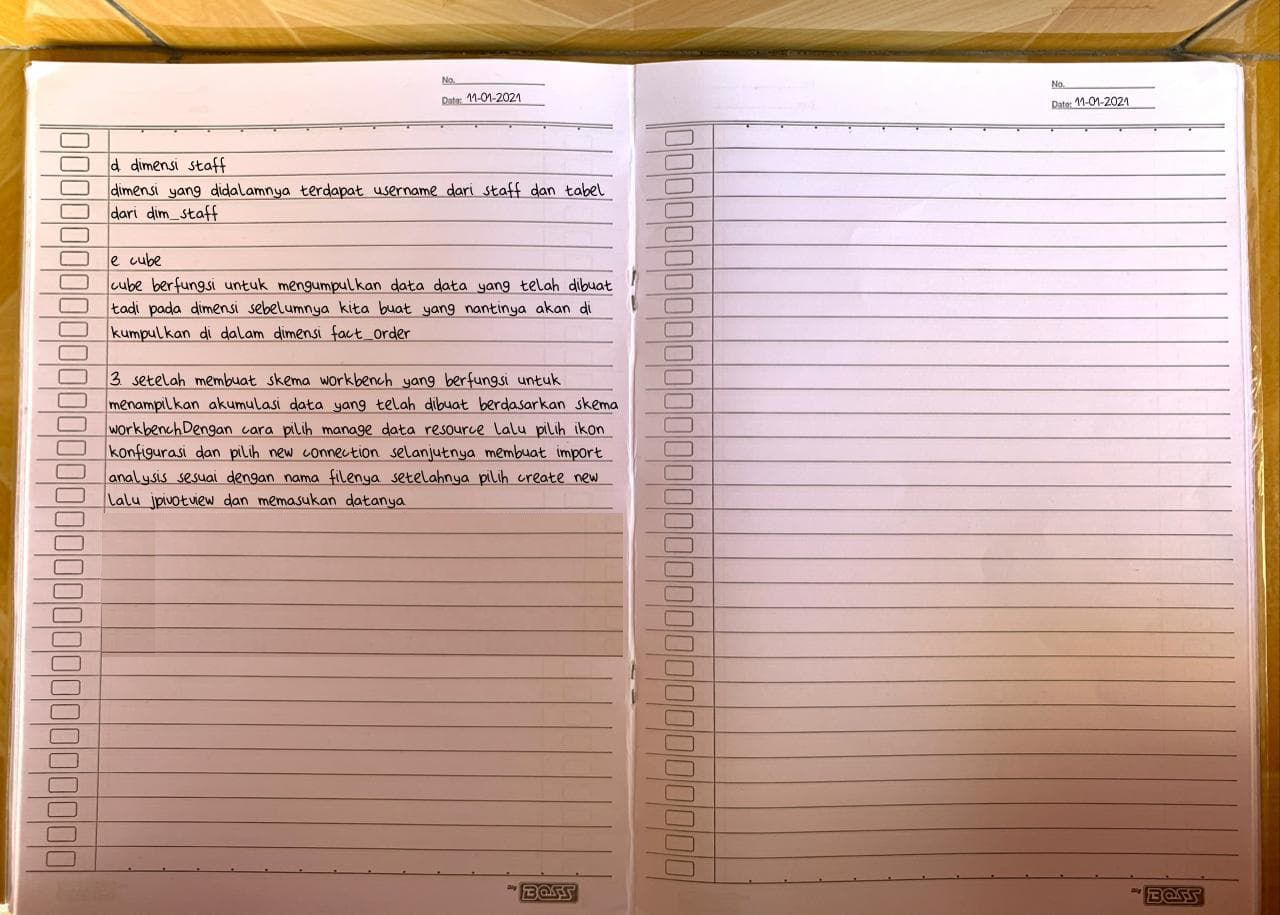 No.
Date: 11-01-2021
d dimensi staff
dimensi yang didalamnya terdapat username dari staff dan tabel
dari dim_staff
e cube
cube berfungsi untuk mengumpulkan data data yang telah dibuat
tadi pada dimensi sebelumnya kita buat yang nantinya akan di
kumpulkan di dalam dimensi fact_order
3. setelah membuat skema workbench yang berfungsi untuk
menampilkan akumulasi data yang telah dibuat berdasarkan skema
workbenchDengan cara pilih manage data resource lalu pilih ikon
konfigurasi dan pilih new connection selanjutnya membuat import
analysis sesuai dengan nama filenya setelahnya pilih create new
lalu jpivotview dan memasukan datanya
Big BOSS
No.
Date: 11-01-2021
Big BOSS